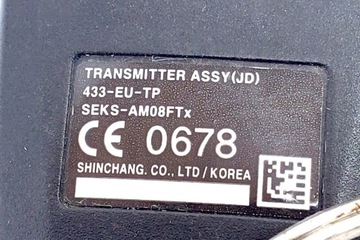 TRANSMITTER ASSY(JD)
433-EU-TP
SEKS-AM08FTx
CE 0678
SHINCHANG. CO., LTD/KOREA